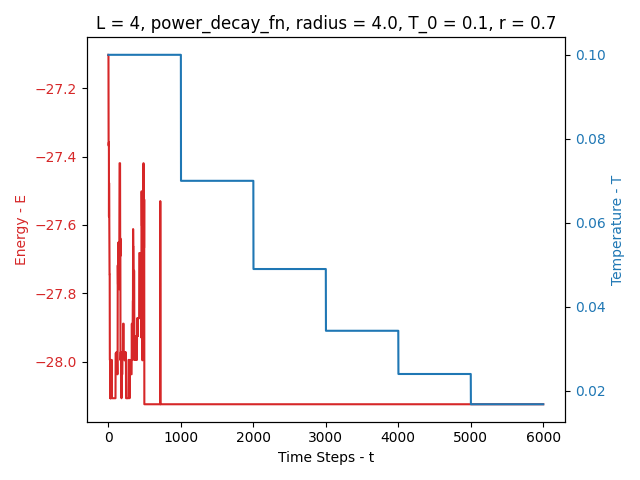 L = 4, power_decay_fn, radius = 4.0, T_0 = 0.1, r = 0.7
−27.2
−27.4
−27.6
−27.8
−28.0
Energy - E
0.10
0.08
0.06
0.04
0.02
Temperature - T
0 1000 2000 3000 4000 5000 6000
Time Steps - t